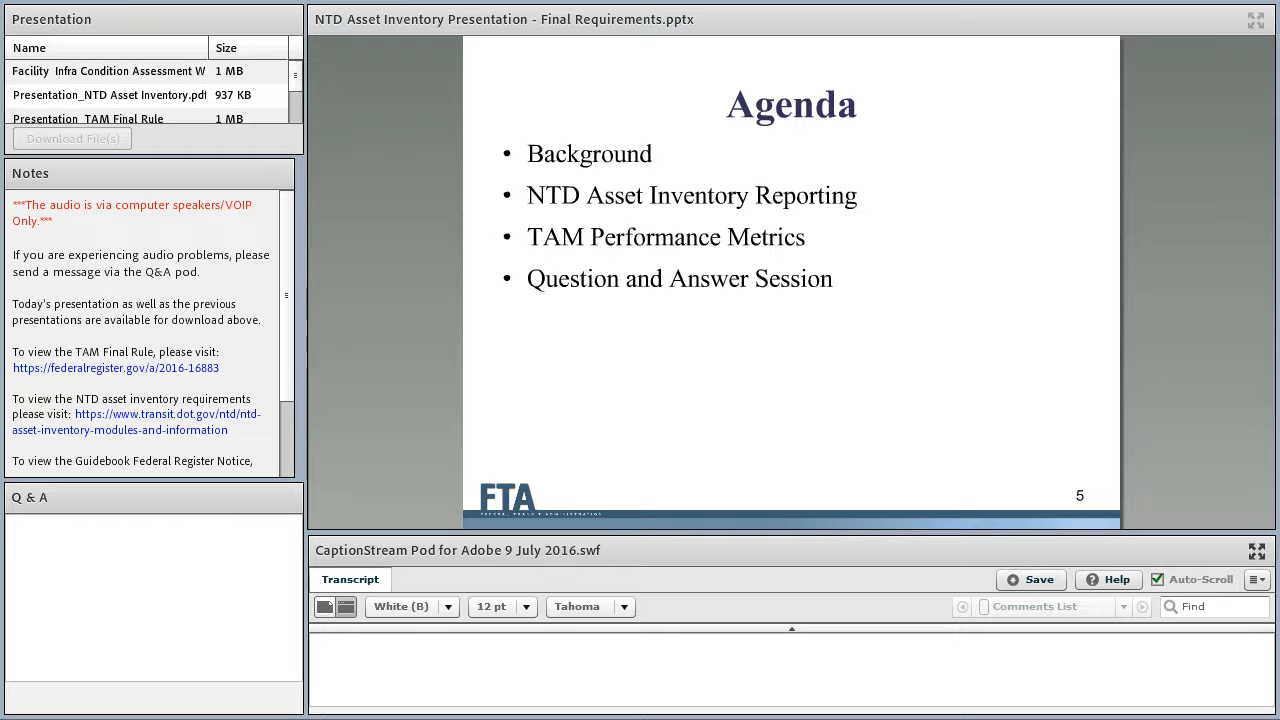 Presentation
Name Size
Facility Infra Condition Assessment W 1 MB
Presentation_NTD Asset Inventory.pdf 937 KB
Presentation TAM Final Rule 1 MB
Download File(s)
Notes
***The audio is via computer speakers/VOIP
Only.***
If you are experiencing audio problems, please
send a message via the Q&A pod.
Today's presentation as well as the previous
presentations are available for download above.
To view the TAM Final Rule, please visit:
https://federalregister.gov/a/2016-16883
To view the NTD asset inventory requirements
please visit: https://www.transit.dot.gov/ntd/ntd-
asset-inventory-modules-and-information
To view the Guidebook Federal Register Notice,
Q & A
NTD Asset Inventory Presentation - Final Requirements.pptx
Agenda
• Background
• NTD Asset Inventory Reporting
• TAM Performance Metrics
• Question and Answer Session
FTA
FEDERAL TRANSIT ADMINISTRATION
5
CaptionStream Pod for Adobe 9 July 2016.swf
Transcript
Save
Help
Auto-Scroll
White (B)
12 pt
Tahoma
Comments List
Find